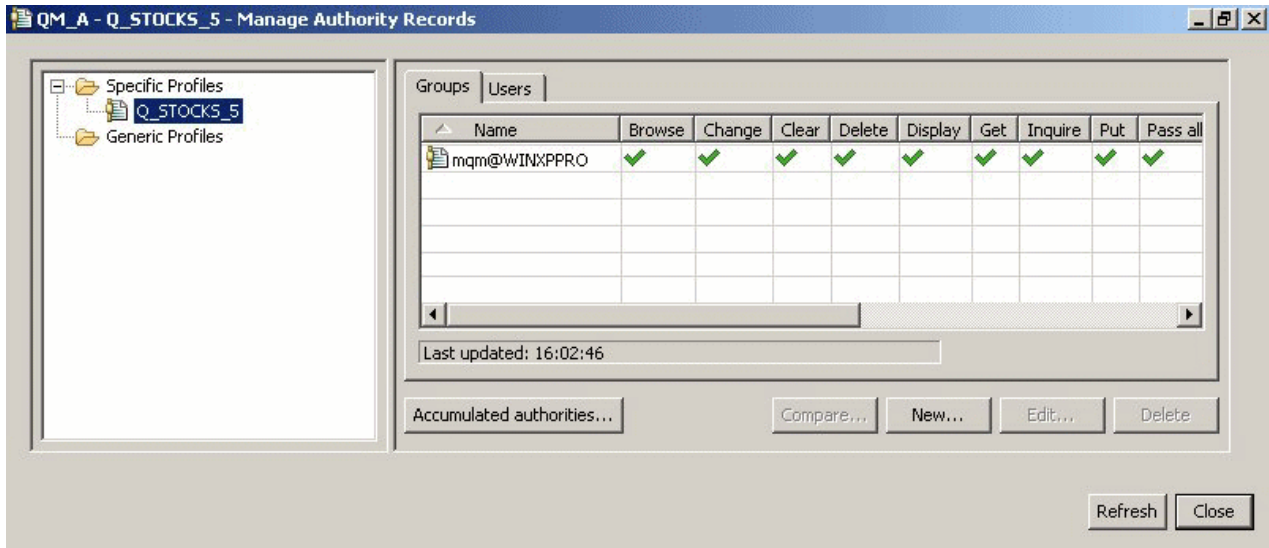 QM_A - Q_STOCKS_5 - Manage Authority Records
Specific Profiles
Q_STOCKS_5
Generic Profiles
Groups Users
Name Browse Change Clear Delete Display Get Inquire Put Pass all
mqm@WINXPPRO
Last updated: 16:02:46
Accumulated authorities... Compare... New... Edit... Delete
Refresh Close